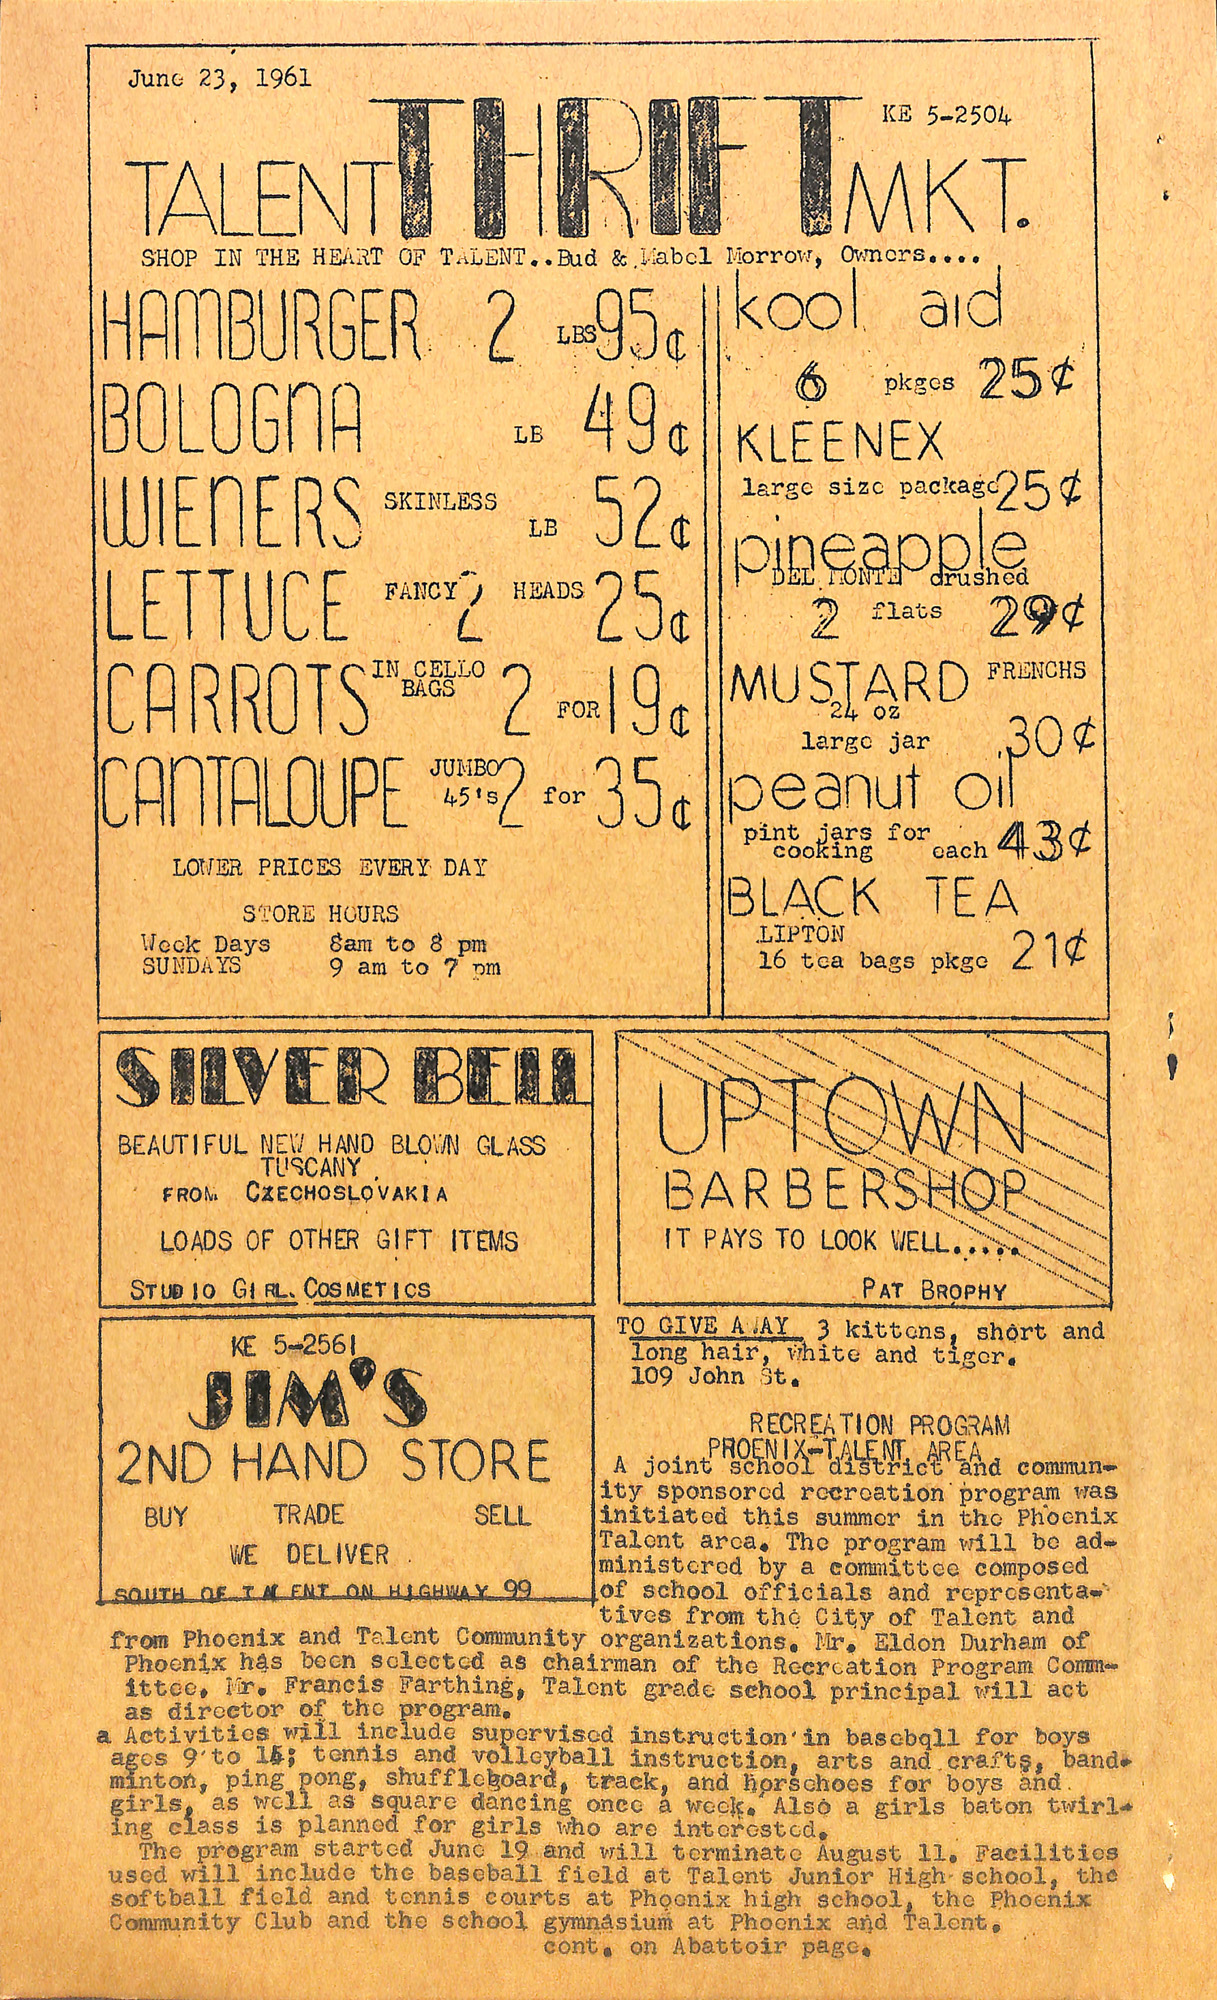 June 23, 1961
KE 5-2504
TALENT THRIFT MKT.
SHOP IN THE HEART OF TALENT..Bud & Mabel Morrow, Owners....
HAMBURGER 2 LBS 95¢
BOLOGNA LB 49¢
WIENERS SKINLESS LB 52¢
LETTUCE FANCY 2 HEADS 25¢
CARROTS IN CELLO BAGS 2 FOR 19¢
CANTALOUPE JUMBO 45's 2 for 35¢
LOWER PRICES EVERY DAY
STORE HOURS
Week Days 8am to 8 pm
SUNDAYS 9 am to 7 pm
kool aid
6 pkges 25¢
KLEENEX
large size package 25¢
pineapple
DEL MONTE crushed
2 flats 29¢
MUSTARD FRENCHS
24 oz
large jar .30¢
peanut oil
pint jars for
cooking each 43¢
BLACK TEA
LIPTON
16 tea bags pkge 21¢
SILVER BELL
BEAUTIFUL NEW HAND BLOWN GLASS
TUSCANY
FROM CZECHOSLOVAKIA
LOADS OF OTHER GIFT ITEMS
STUDIO GIRL COSMETICS
UPTOWN
BARBERSHOP
IT PAYS TO LOOK WELL.....
PAT BROPHY
KE 5-2561
JIM'S
2ND HAND STORE
BUY TRADE SELL
WE DELIVER
SOUTH OF TALENT ON HIGHWAY 99
TO GIVE AWAY 3 kittens, short and
long hair, white and tiger.
109 John St.
RECREATION PROGRAM
PHOENIX-TALENT AREA
A joint school district and commun-
ity sponsored recreation program was
initiated this summer in the Phoenix
Talent area. The program will be ad-
ministered by a committee composed
of school officials and representa-
tives from the City of Talent and
from Phoenix and Talent Community organizations. Mr. Eldon Durham of
Phoenix has been selected as chairman of the Recreation Program Comm-
ittee. Mr. Francis Farthing, Talent grade school principal will act
as director of the program.
a Activities will include supervised instruction in basebqll for boys
ages 9 to 15; tennis and volleyball instruction, arts and crafts, band-
minton, ping pong, shuffleboard, track, and horsehoes for boys and
girls, as well as square dancing once a week. Also a girls baton twirl-
ing class is planned for girls who are interested.
The program started June 19 and will terminate August 11. Facilities
used will include the baseball field at Talent Junior High school, the
softball field and tennis courts at Phoenix high school, the Phoenix
Community Club and the school gymnasium at Phoenix and Talent.
cont. on Abattoir page.